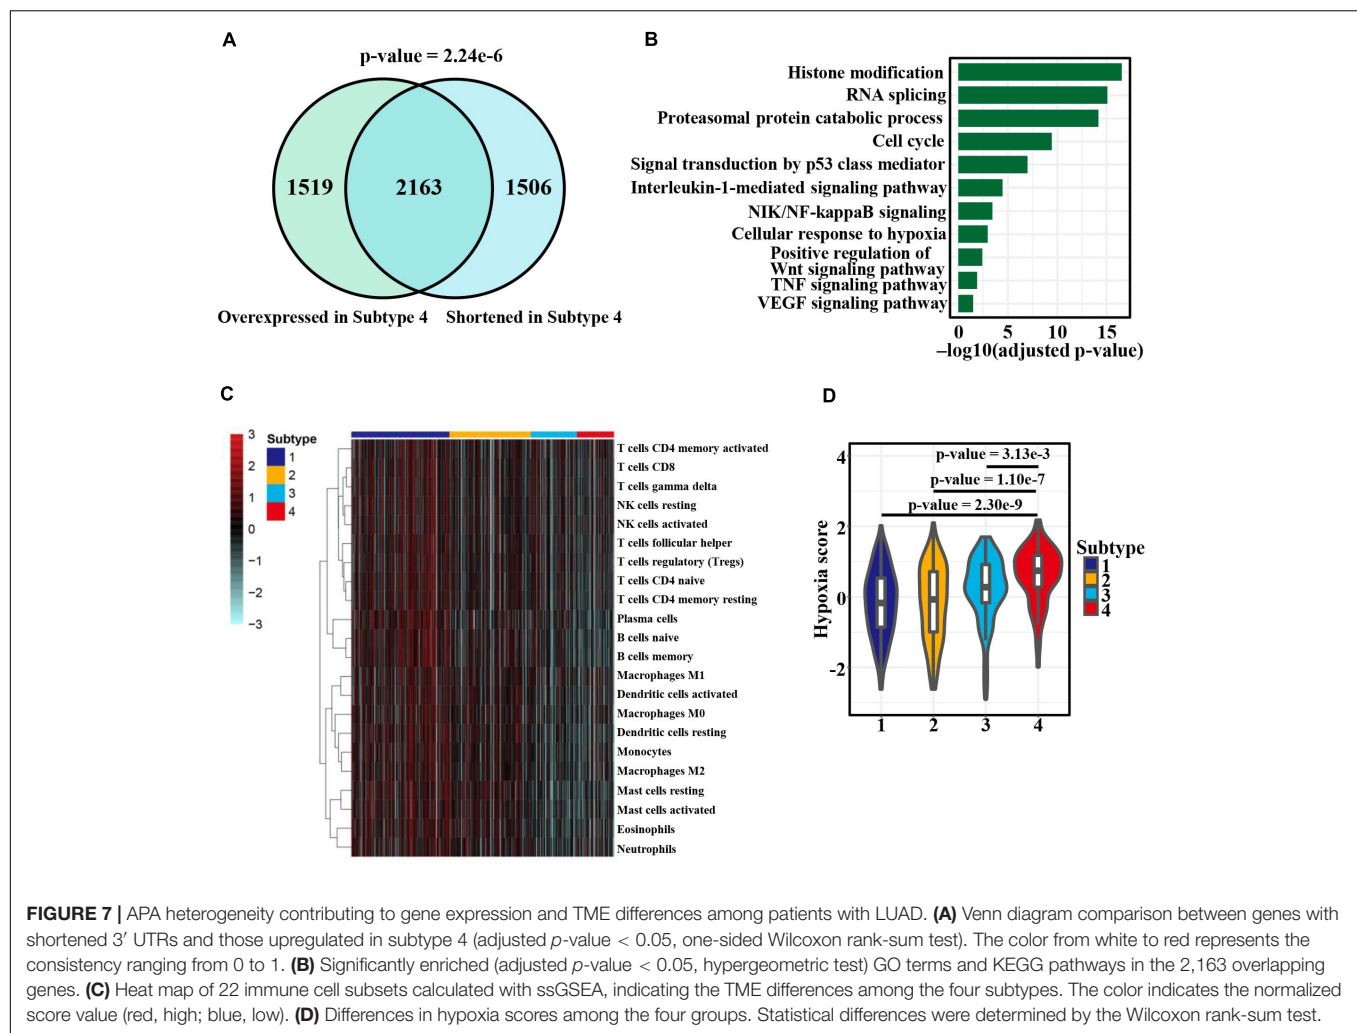 A
p-value = 2.24e-6
1519
2163
1506
Overexpressed in Subtype 4
Shortened in Subtype 4
B
Histone modification
RNA splicing
Proteasomal protein catabolic process
Cell cycle
Signal transduction by p53 class mediator
Interleukin-1-mediated signaling pathway
NIK/NF-kappaB signaling
Cellular response to hypoxia
Positive regulation of
Wnt signaling pathway
TNF signaling pathway
VEGF signaling pathway
0 5 10 15
−log10(adjusted p-value)
C
3
2
1
0
−1
−2
−3
Subtype
1
2
3
4
T cells CD4 memory activated
T cells CD8
T cells gamma delta
NK cells resting
NK cells activated
T cells follicular helper
T cells regulatory (Tregs)
T cells CD4 naive
T cells CD4 memory resting
Plasma cells
B cells naive
B cells memory
Macrophages M1
Dendritic cells activated
Macrophages M0
Dendritic cells resting
Monocytes
Macrophages M2
Mast cells resting
Mast cells activated
Eosinophils
Neutrophils
D
Hypoxia score
4
2
0
-2
p-value = 3.13e-3
p-value = 1.10e-7
p-value = 2.30e-9
1 2 3 4
Subtype
1
2
3
4
FIGURE 7 | APA heterogeneity contributing to gene expression and TME differences among patients with LUAD. (A) Venn diagram comparison between genes with
shortened 3′ UTRs and those upregulated in subtype 4 (adjusted p-value < 0.05, one-sided Wilcoxon rank-sum test). The color from white to red represents the
consistency ranging from 0 to 1. (B) Significantly enriched (adjusted p-value < 0.05, hypergeometric test) GO terms and KEGG pathways in the 2,163 overlapping
genes. (C) Heat map of 22 immune cell subsets calculated with ssGSEA, indicating the TME differences among the four subtypes. The color indicates the normalized
score value (red, high; blue, low). (D) Differences in hypoxia scores among the four groups. Statistical differences were determined by the Wilcoxon rank-sum test.